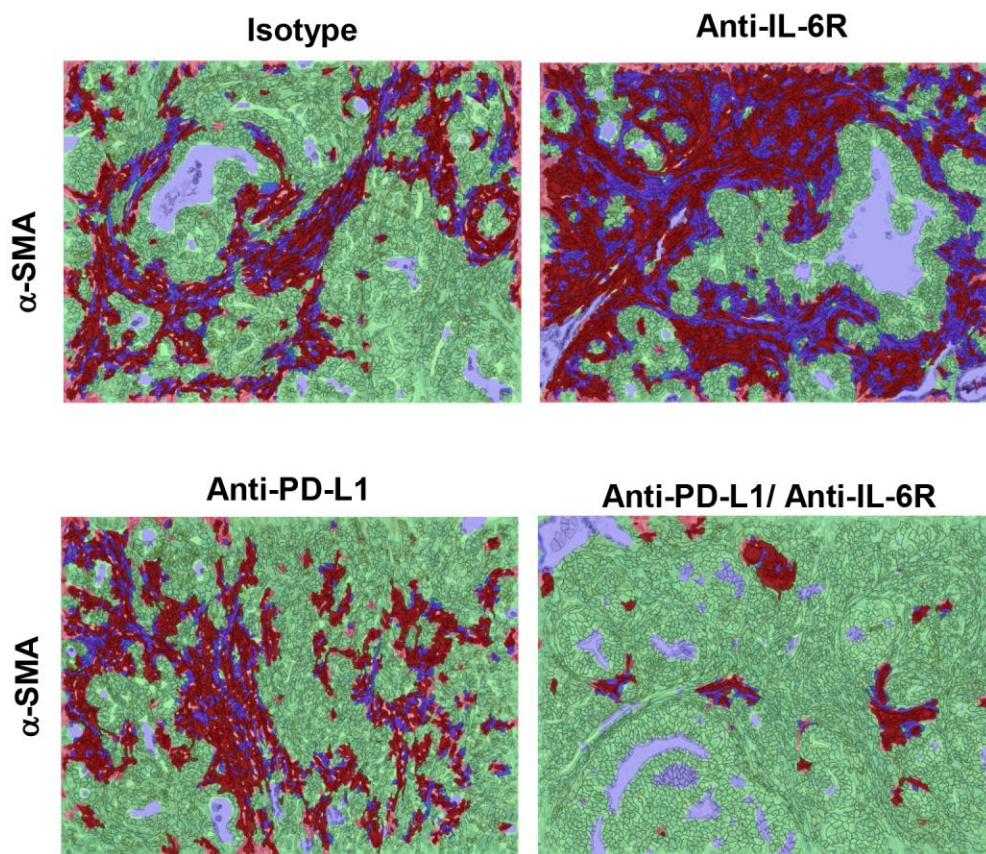 Isotype
Anti-IL-6R
α-SMA
Anti-PD-L1
Anti-PD-L1/ Anti-IL-6R
α-SMA